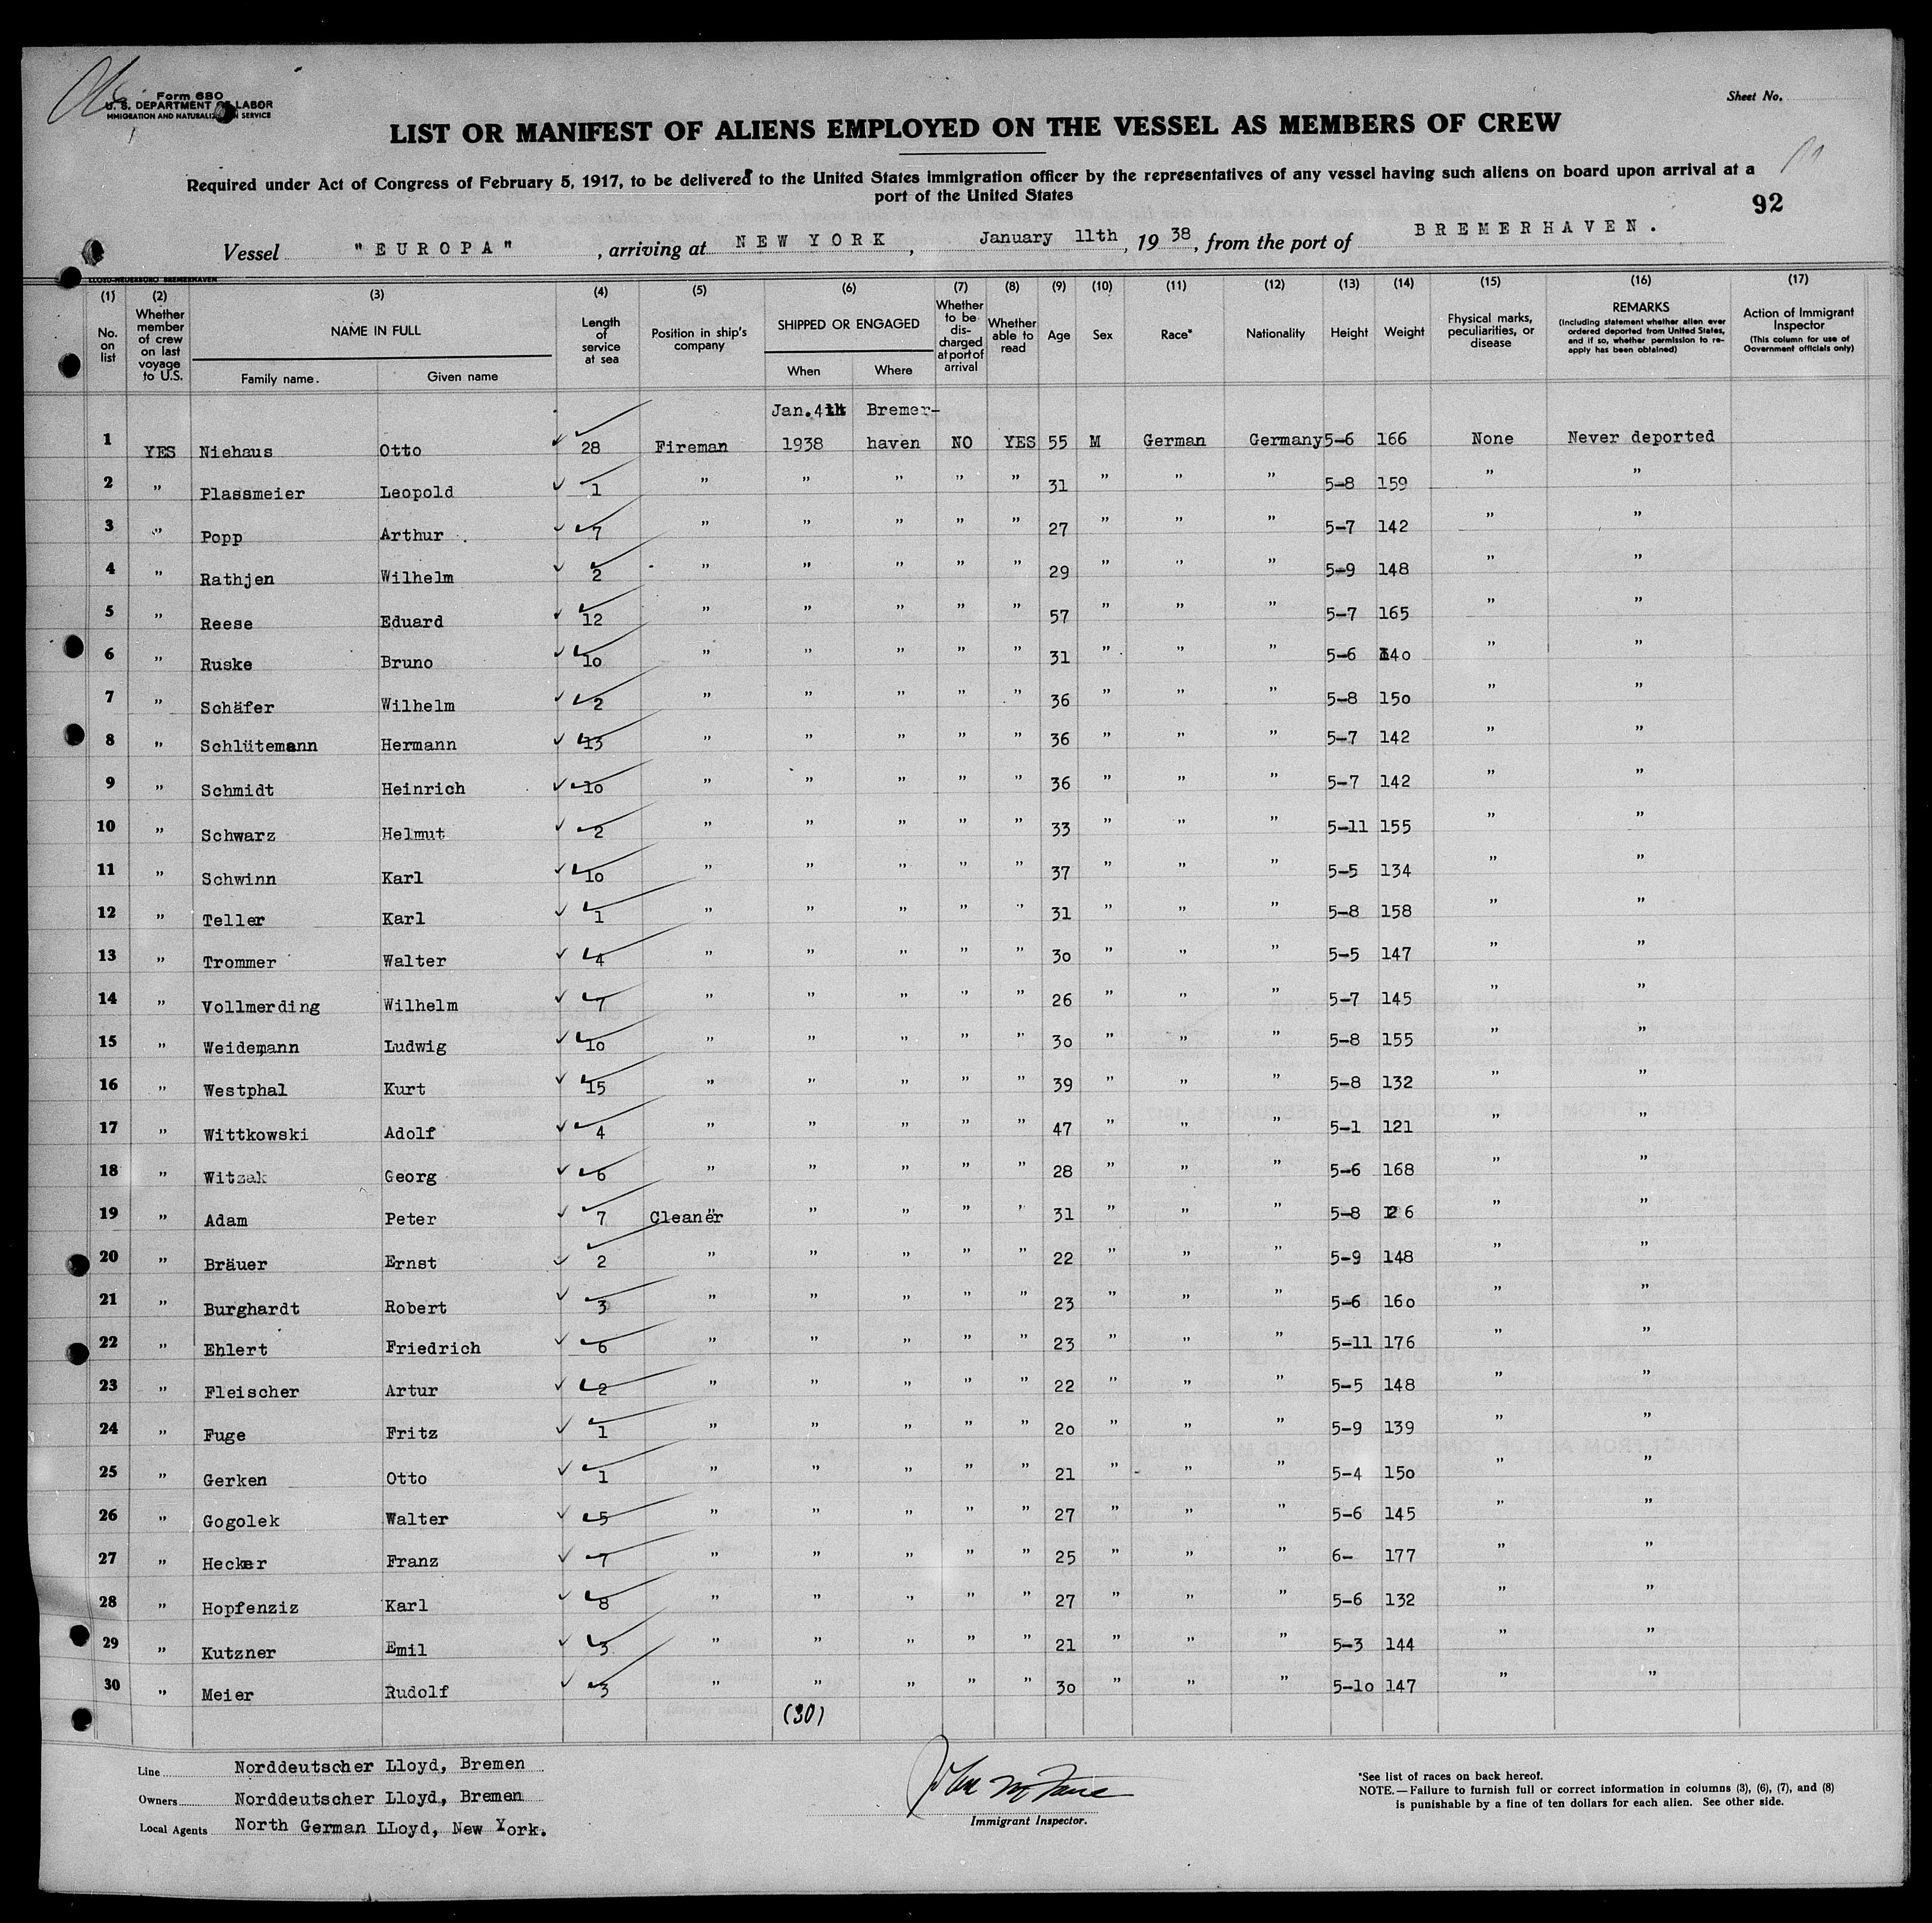 Form 680
U. S. DEPARTMENT OF LABOR
IMMIGRATION AND NATURALIZATION SERVICE
Sheet No.
LIST OR MANIFEST OF ALIENS EMPLOYED ON THE VESSEL AS MEMBERS OF CREW
Required under Act of Congress of February 5, 1917, to be delivered to the United States immigration officer by the representatives of any vessel having such aliens on board upon arrival at a
port of the United States
92
Vessel "EUROPA", arriving at NEW YORK, January 11th, 1938, from the port of BREMERHAVEN.
(1) (2) (3) (4) (5) (6) (7) (8) (9) (10) (11) (12) (13) (14) (15) (16) (17)
No. on list
Whether member of crew on last voyage to U.S.
NAME IN FULL
Family name. Given name
Length of service at sea
Position in ship's company
SHIPPED OR ENGAGED
When Where
Whether to be discharged at port of arrival
Whether able to read
Age
Sex
Race*
Nationality
Height
Weight
Physical marks, peculiarities, or disease
REMARKS
(Including statement whether alien ever ordered deported from United States, and if so, whether permission to reapply has been obtained)
Action of Immigrant Inspector
(This column for use of Government officials only)
Jan. 4th Bremer-
1 YES Niehaus Otto 28 Fireman 1938 haven NO YES 55 M German Germany 5-6 166 None Never deported
2 " Plassmeier Leopold 1 " " " " " 31 " " " 5-8 159 " "
3 " Popp Arthur 7 " " " " " 27 " " " 5-7 142 " "
4 " Rathjen Wilhelm 2 " " " " " 29 " " " 5-9 148 " "
5 " Reese Eduard 12 " " " " " 57 " " " 5-7 165 " "
6 " Ruske Bruno 10 " " " " " 31 " " " 5-6 140 " "
7 " Schäfer Wilhelm 2 " " " " " 36 " " " 5-8 150 " "
8 " Schlütemann Hermann 13 " " " " " 36 " " " 5-7 142 " "
9 " Schmidt Heinrich 10 " " " " " 36 " " " 5-7 142 " "
10 " Schwarz Helmut 2 " " " " " 33 " " " 5-11 155 " "
11 " Schwinn Karl 10 " " " " " 37 " " " 5-5 134 " "
12 " Teller Karl 1 " " " " " 31 " " " 5-8 158 " "
13 " Trommer Walter 4 " " " " " 30 " " " 5-5 147 " "
14 " Vollmerding Wilhelm 7 " " " " " 26 " " " 5-7 145 " "
15 " Weidemann Ludwig 10 " " " " " 30 " " " 5-8 155 " "
16 " Westphal Kurt 15 " " " " " 39 " " " 5-8 132 " "
17 " Wittkowski Adolf 4 " " " " " 47 " " " 5-1 121 " "
18 " Witzak Georg 6 " " " " " 28 " " " 5-6 168 " "
19 " Adam Peter 7 Cleaner " " " " 31 " " " 5-8 " "
20 " Bräuer Ernst 2 " " " " " 22 " " " 5-9 148 " "
21 " Burghardt Robert 3 " " " " " 23 " " " 5-6 160 " "
22 " Ehlert Friedrich 6 " " " " " 23 " " " 5-11 176 " "
23 " Fleischer Artur 2 " " " " " 22 " " " 5-5 148 " "
24 " Fuge Fritz 1 " " " " " 20 " " " 5-9 139 " "
25 " Gerken Otto 1 " " " " " 21 " " " 5-4 150 " "
26 " Gogolek Walter 5 " " " " " 27 " " " 5-6 145 " "
27 " Hecker Franz 7 " " " " " 25 " " " 6- 177 " "
28 " Hopfenziz Karl 8 " " " " " 27 " " " 5-6 132 " "
29 " Kutzner Emil 3 " " " " " 21 " " " 5-3 144 " "
30 " Meier Rudolf 3 " " " " " 30 " " " 5-10 147 " "
(30)
Line Norddeutscher Lloyd, Bremen
Owners Norddeutscher Lloyd, Bremen
Local Agents North German LLoyd, New York.
Immigrant Inspector.
*See list of races on back hereof.
NOTE.—Failure to furnish full or correct information in columns (3), (6), (7), and (8)
is punishable by a fine of ten dollars for each alien. See other side.